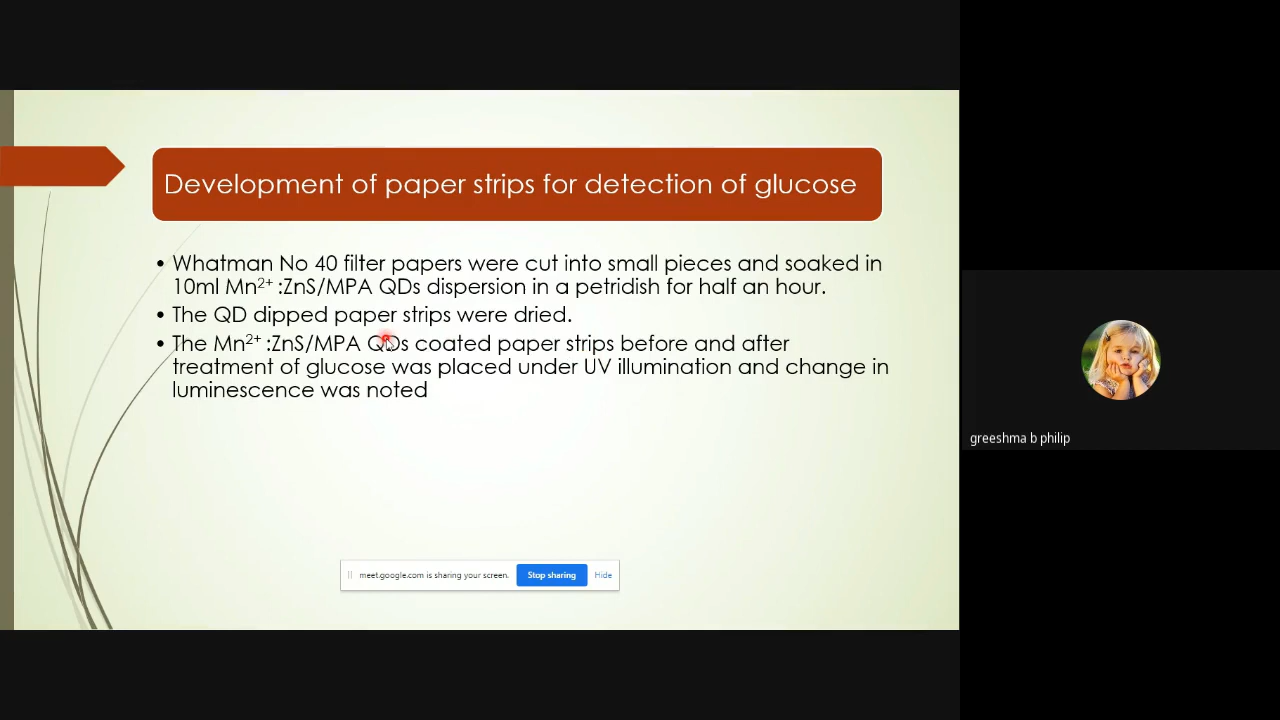 Development of paper strips for detection of glucose
• Whatman No 40 filter papers were cut into small pieces and soaked in
10ml Mn²⁺ :ZnS/MPA QDs dispersion in a petridish for half an hour.
• The QD dipped paper strips were dried.
• The Mn²⁺ :ZnS/MPA QDs coated paper strips before and after
treatment of glucose was placed under UV illumination and change in
luminescence was noted
meet.google.com is sharing your screen. Stop sharing Hide
greeshma b philip